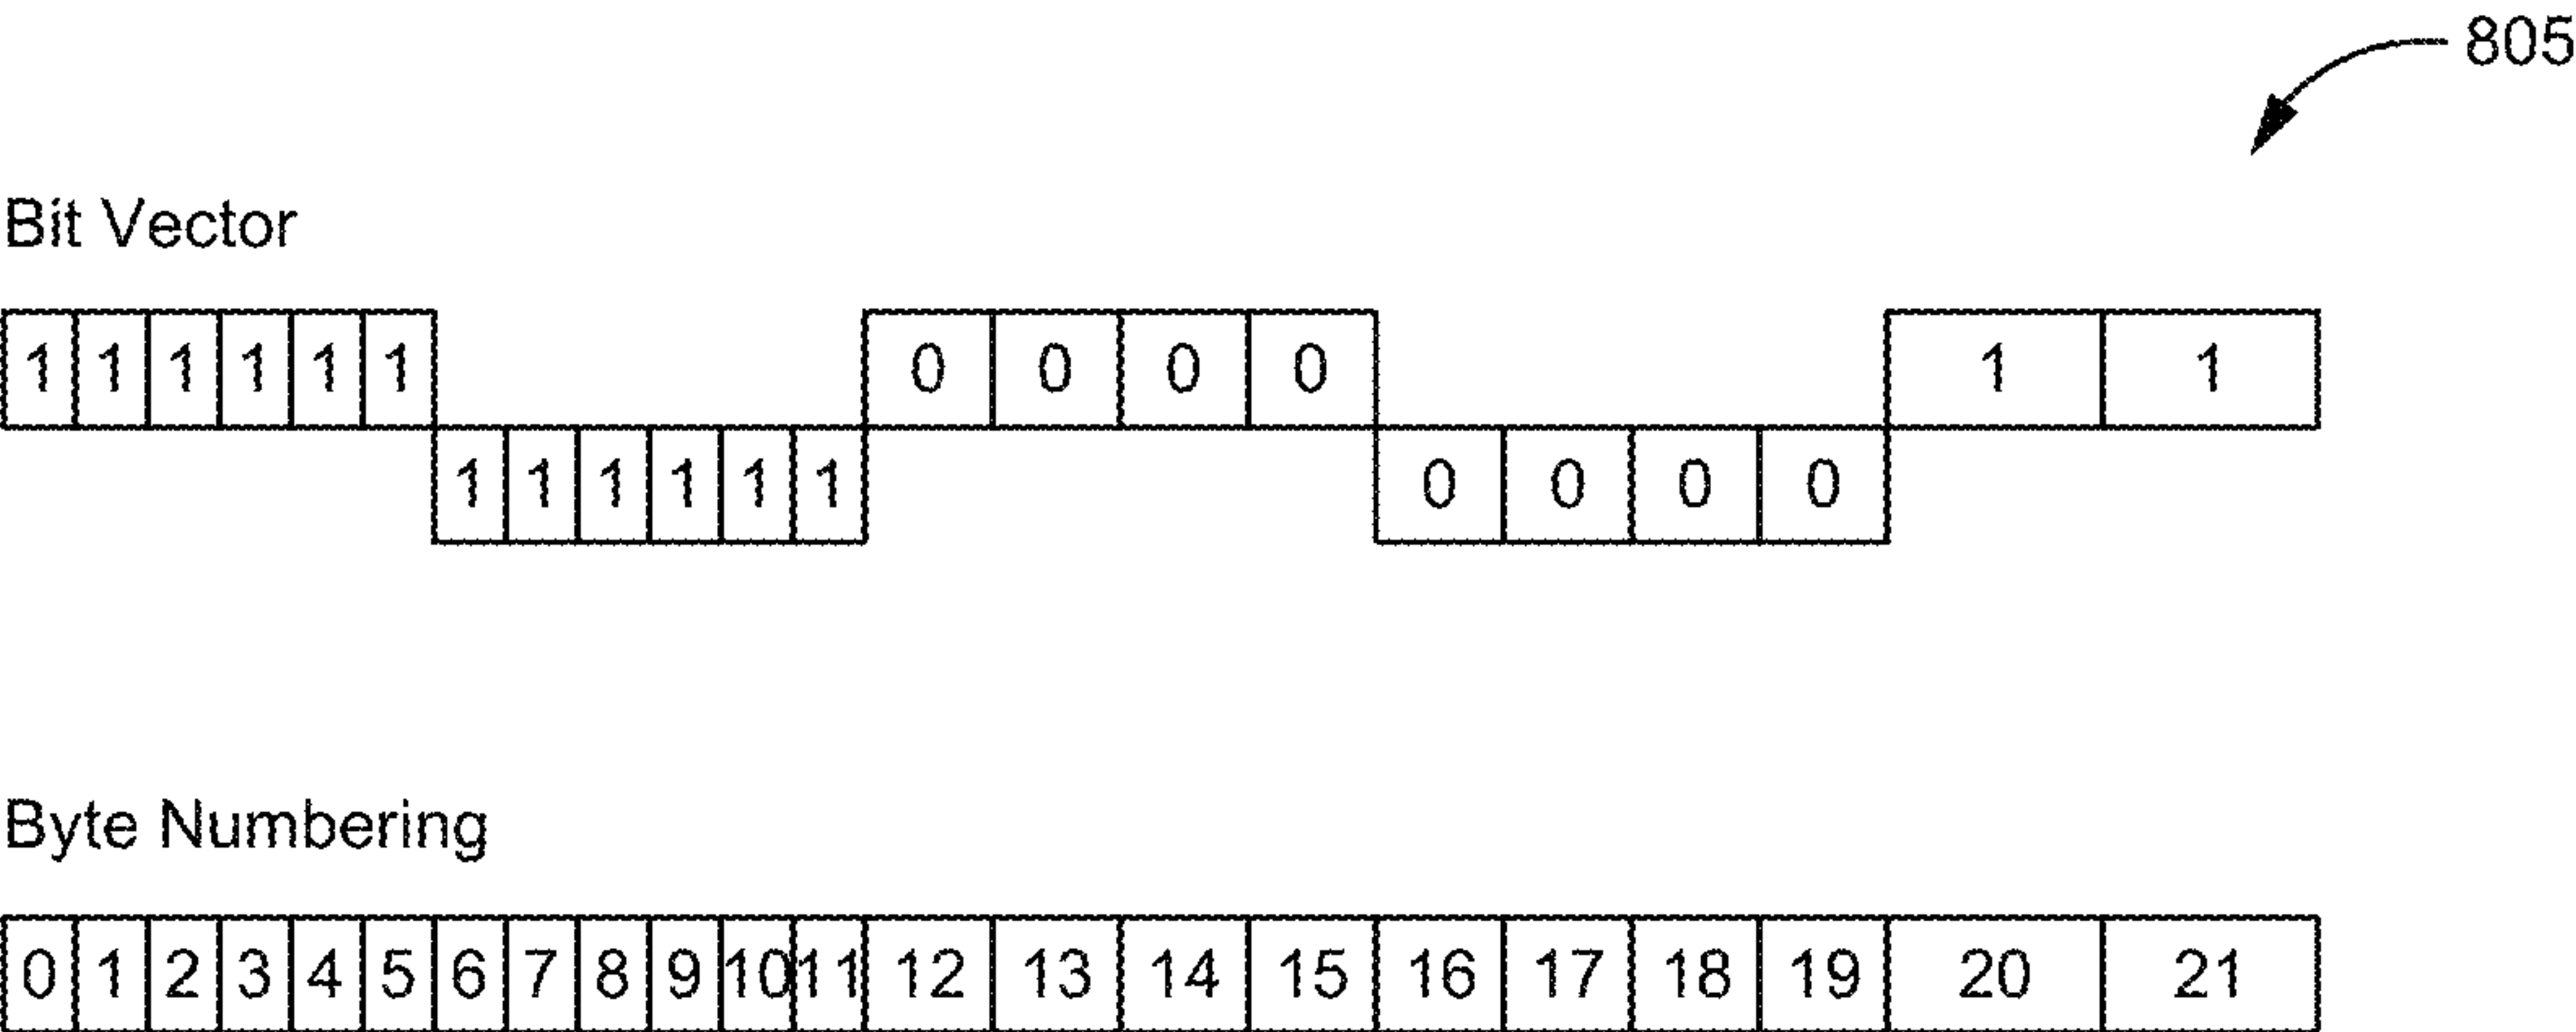 805
Bit Vector
1 1 1 1 1 1 0 0 0 0 1 1
1 1 1 1 1 1 0 0 0 0
Byte Numbering
0 1 2 3 4 5 6 7 8 9 10 11 12 13 14 15 16 17 18 19 20 21